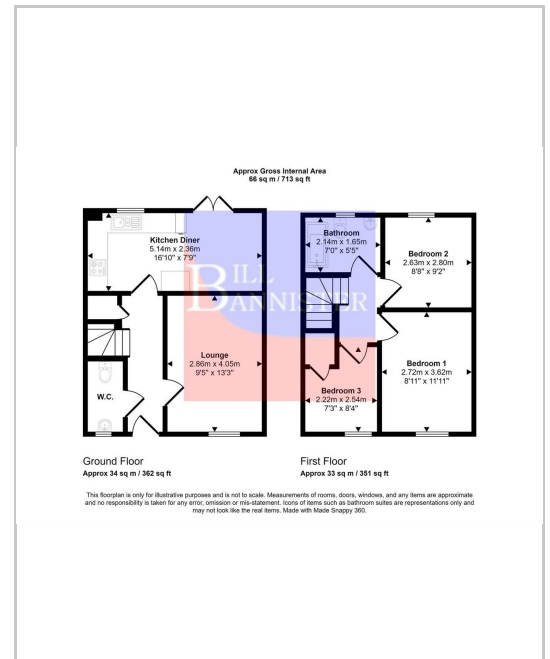 Approx Gross Internal Area
66 sq m / 713 sq ft
Kitchen Diner
5.14m x 2.36m
16'10" x 7'9"
Lounge
2.86m x 4.05m
9'5" x 13'3"
W.C.
Bathroom
2.14m x 1.65m
7'0" x 5'5"
Bedroom 2
2.63m x 2.80m
8'8" x 9'2"
Bedroom 1
2.72m x 3.62m
8'11" x 11'11"
Bedroom 3
2.22m x 2.54m
7'3" x 8'4"
BILL
BANNISTER
Ground Floor
Approx 34 sq m / 362 sq ft
First Floor
Approx 33 sq m / 351 sq ft
This floorplan is only for illustrative purposes and is not to scale. Measurements of rooms, doors, windows, and any items are approximate
and no responsibility is taken for any error, omission or mis-statement. Icons of items such as bathroom suites are representations only and
may not look like the real items. Made with Made Snappy 360.